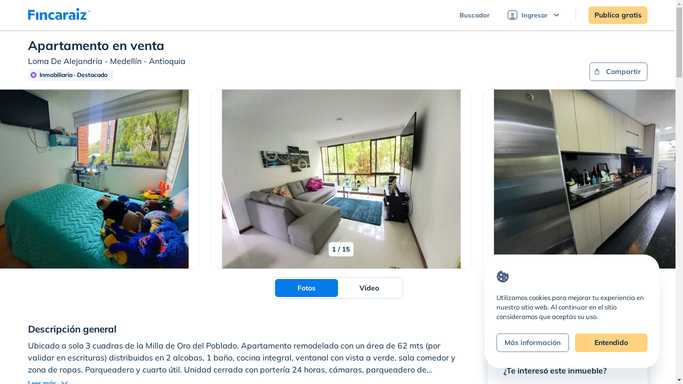 Fincaraiz
Buscador
Ingresar
Publica gratis
Apartamento en venta
Loma De Alejandría - Medellín - Antioquia
Inmobiliaria · Destacado
Compartir
1 / 15
Fotos
Video
Utilizamos cookies para mejorar tu experiencia en
nuestro sitio web. Al continuar en el sitio
consideramos que aceptas su uso.
Más información
Entendido
Descripción general
Ubicado a solo 3 cuadras de la Milla de Oro del Poblado. Apartamento remodelado con un área de 62 mts (por
validar en escrituras) distribuidos en 2 alcobas, 1 baño, cocina integral, ventanal con vista a verde, sala comedor y
zona de ropas. Parqueadero y cuarto útil. Unidad cerrada con portería 24 horas, cámaras, parqueadero de...
Leer más
¿Te interesó este inmueble?